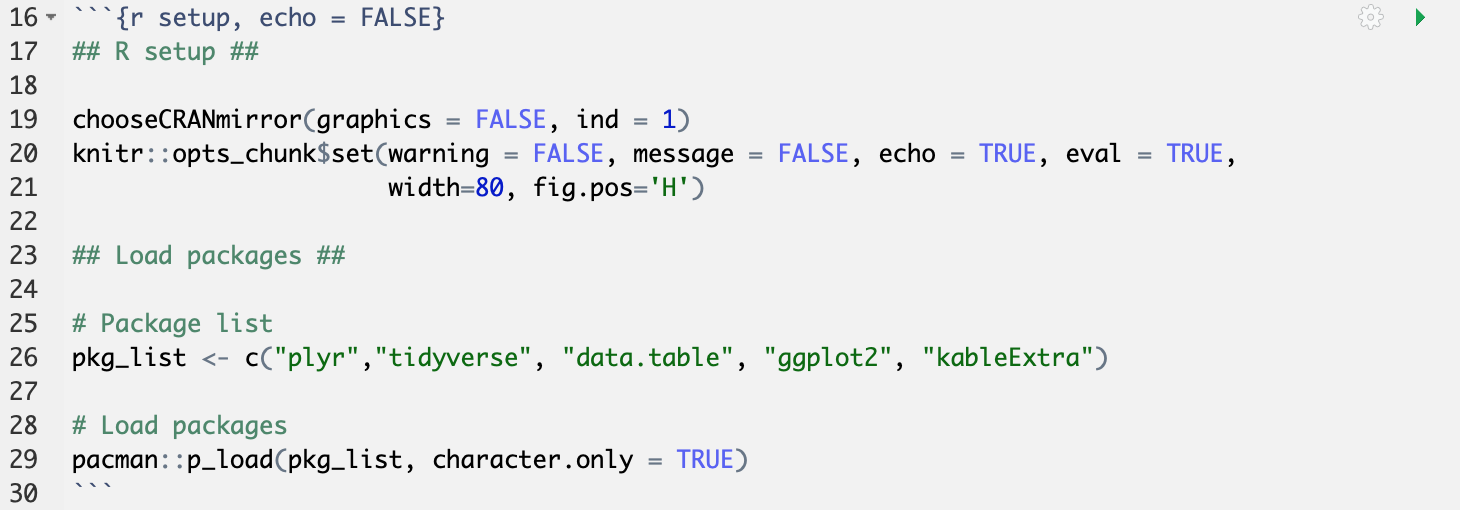 16 ```{r setup, echo = FALSE}
17 ## R setup ##
18
19 chooseCRANmirror(graphics = FALSE, ind = 1)
20 knitr::opts_chunk$set(warning = FALSE, message = FALSE, echo = TRUE, eval = TRUE,
21                       width=80, fig.pos='H')
22
23 ## Load packages ##
24
25 # Package list
26 pkg_list <- c("plyr","tidyverse", "data.table", "ggplot2", "kableExtra")
27
28 # Load packages
29 pacman::p_load(pkg_list, character.only = TRUE)
30 ```